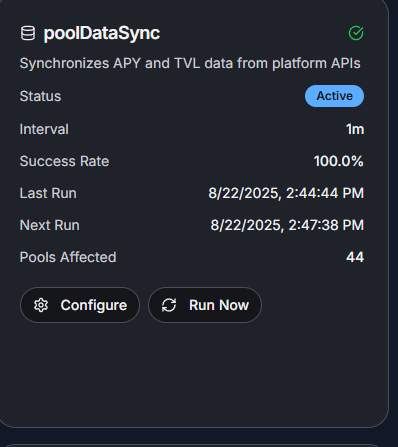 poolDataSync
Synchronizes APY and TVL data from platform APIs
Status Active
Interval 1m
Success Rate 100.0%
Last Run 8/22/2025, 2:44:44 PM
Next Run 8/22/2025, 2:47:38 PM
Pools Affected 44
Configure Run Now